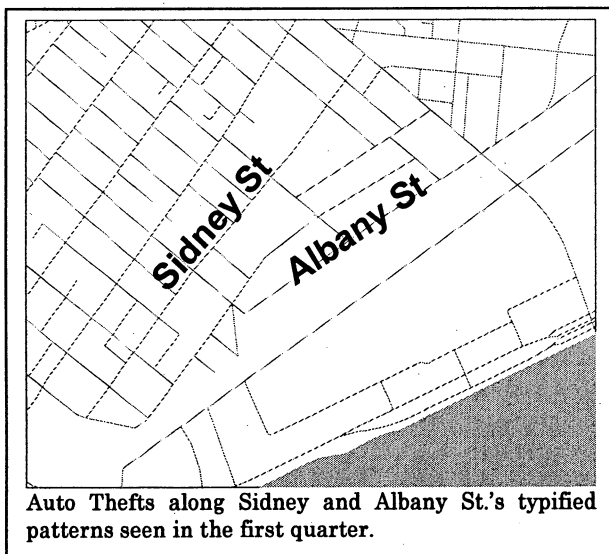 Sidney St
Albany St
Auto Thefts along Sidney and Albany St.'s typified
patterns seen in the first quarter.